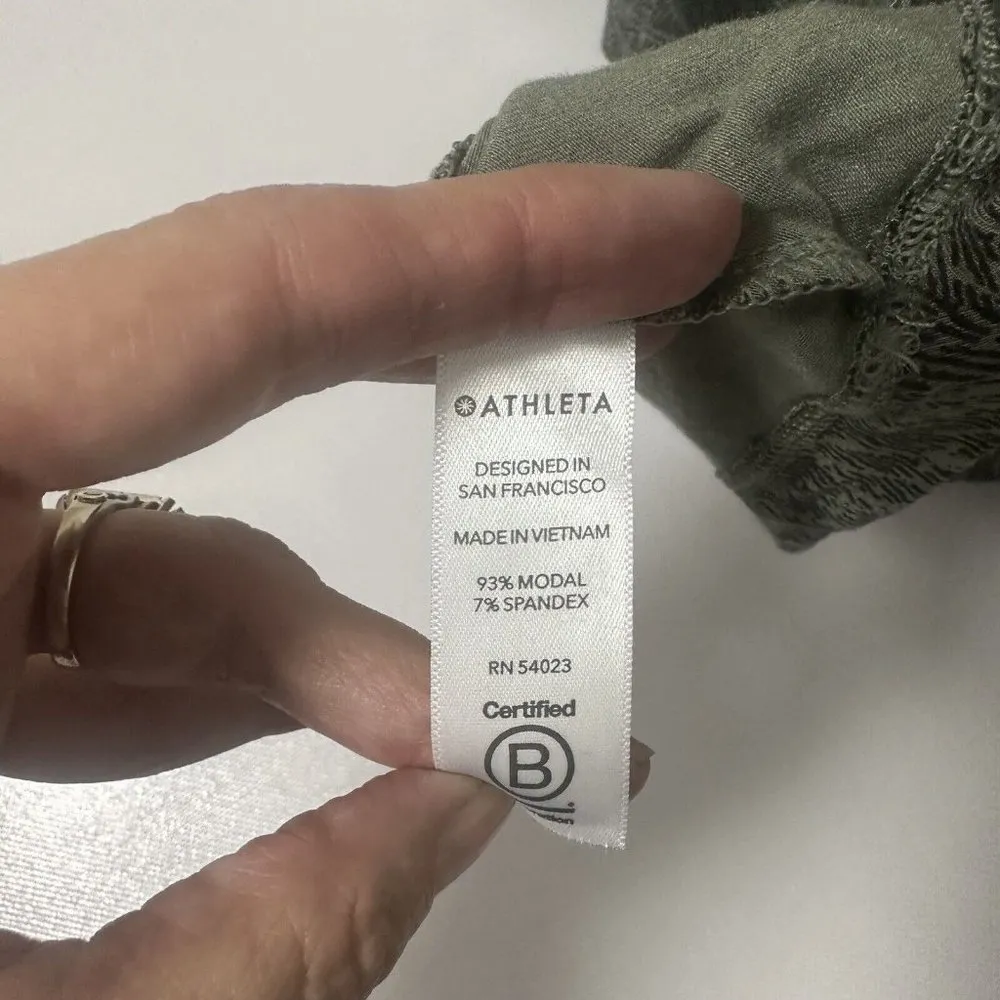 ATHLETA
DESIGNED IN
SAN FRANCISCO
MADE IN VIETNAM
93% MODAL
7% SPANDEX
RN 54023
Certified
B